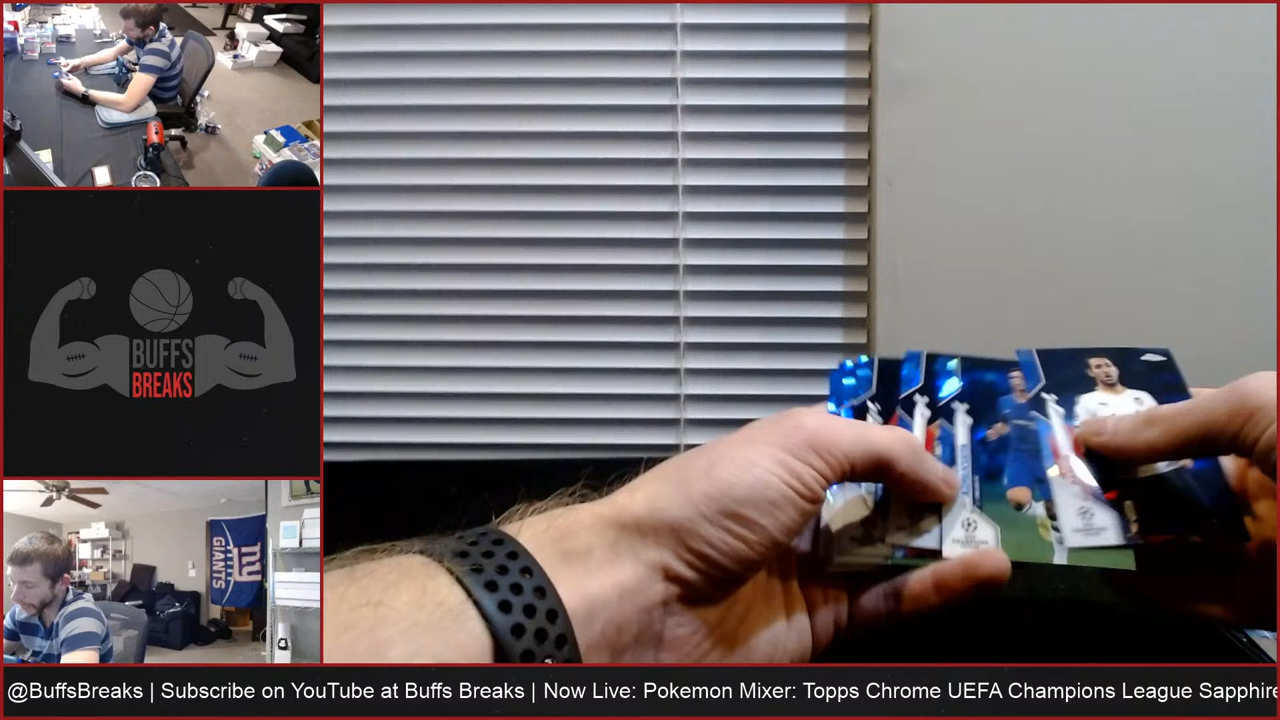 BUFFS
BREAKS
ny
GIANTS
CHAMPIONS
@BuffsBreaks | Subscribe on YouTube at Buffs Breaks | Now Live: Pokemon Mixer: Topps Chrome UEFA Champions League Sapphire